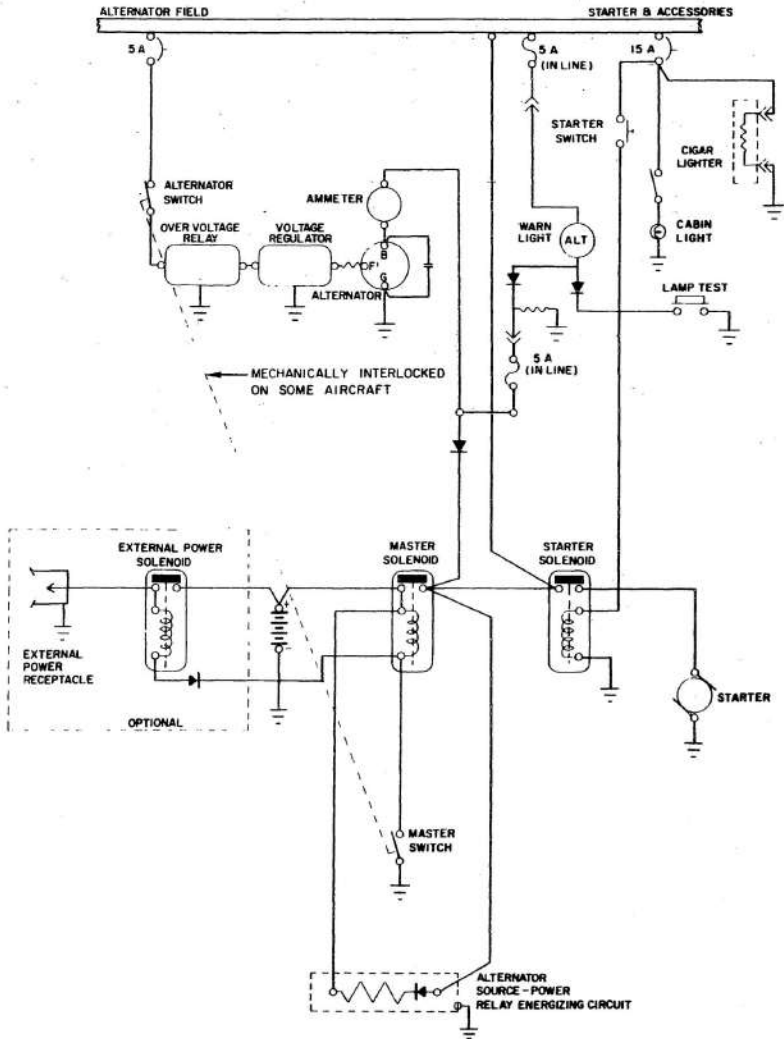 ALTERNATOR FIELD
STARTER & ACCESSORIES
5 A
5 A
(IN LINE)
15 A
STARTER
SWITCH
CIGAR
LIGHTER
ALTERNATOR
SWITCH
AMMETER
OVER VOLTAGE
RELAY
VOLTAGE
REGULATOR
B
F
G
ALTERNATOR
WARN
LIGHT
ALT
CABIN
LIGHT
LAMP TEST
5 A
(IN LINE)
MECHANICALLY INTERLOCKED
ON SOME AIRCRAFT
EXTERNAL POWER
SOLENOID
MASTER
SOLENOID
STARTER
SOLENOID
+
-
EXTERNAL
POWER
RECEPTACLE
OPTIONAL
STARTER
MASTER
SWITCH
ALTERNATOR
SOURCE-POWER
RELAY ENERGIZING CIRCUIT